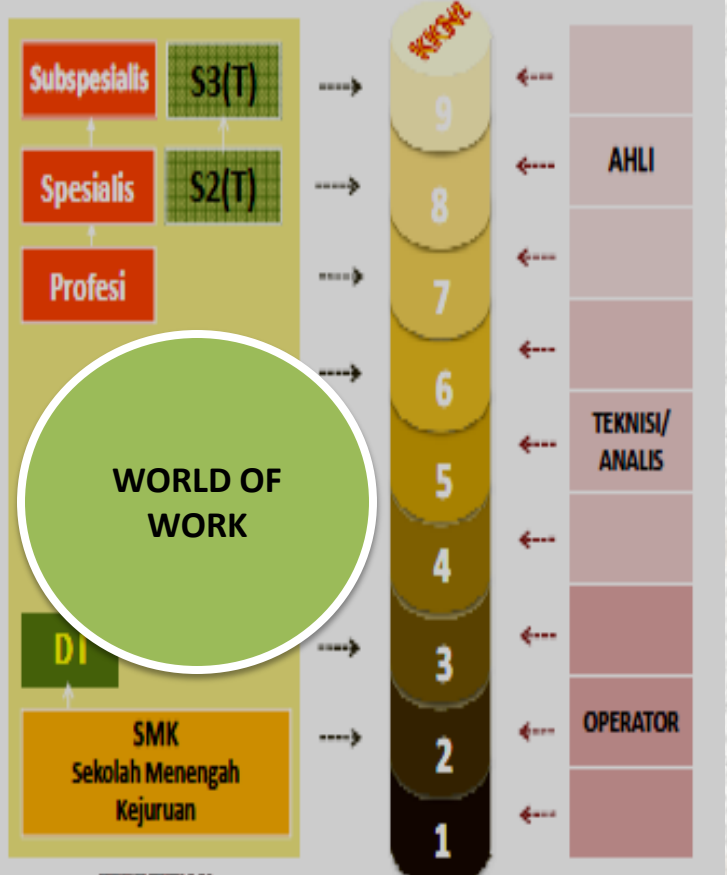 KKNI
Subspesialis
S3(T)
9
Spesialis
S2(T)
8
AHLI
Profesi
7
6
TEKNISI/
ANALIS
WORLD OF
WORK
5
4
DI
3
SMK
Sekolah Menengah
Kejuruan
2
OPERATOR
1